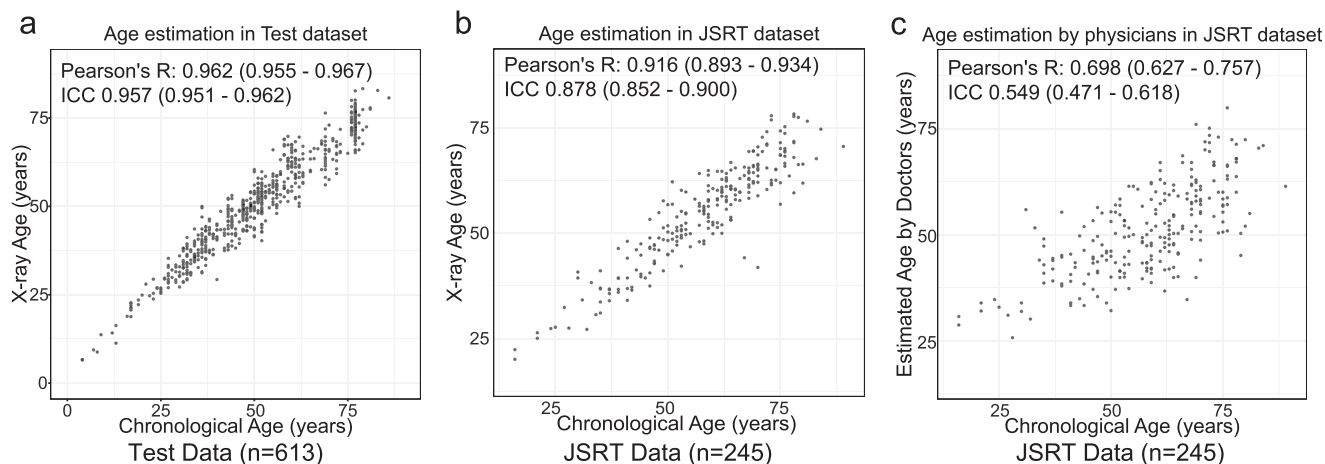 a
Age estimation in Test dataset
Pearson's R: 0.962 (0.955 - 0.967)
ICC 0.957 (0.951 - 0.962)
X-ray Age (years)
75
50
25
0
0 25 50 75
Chronological Age (years)
Test Data (n=613)
b
Age estimation in JSRT dataset
Pearson's R: 0.916 (0.893 - 0.934)
ICC 0.878 (0.852 - 0.900)
X-ray Age (years)
75
50
25
25 50 75
Chronological Age (years)
JSRT Data (n=245)
c
Age estimation by physicians in JSRT dataset
Pearson's R: 0.698 (0.627 - 0.757)
ICC 0.549 (0.471 - 0.618)
Estimated Age by Doctors (years)
75
50
25
25 50 75
Chronological Age (years)
JSRT Data (n=245)